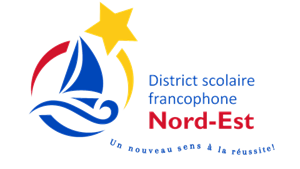 District scolaire
francophone
Nord-Est
Un nouveau sens à la réussite!